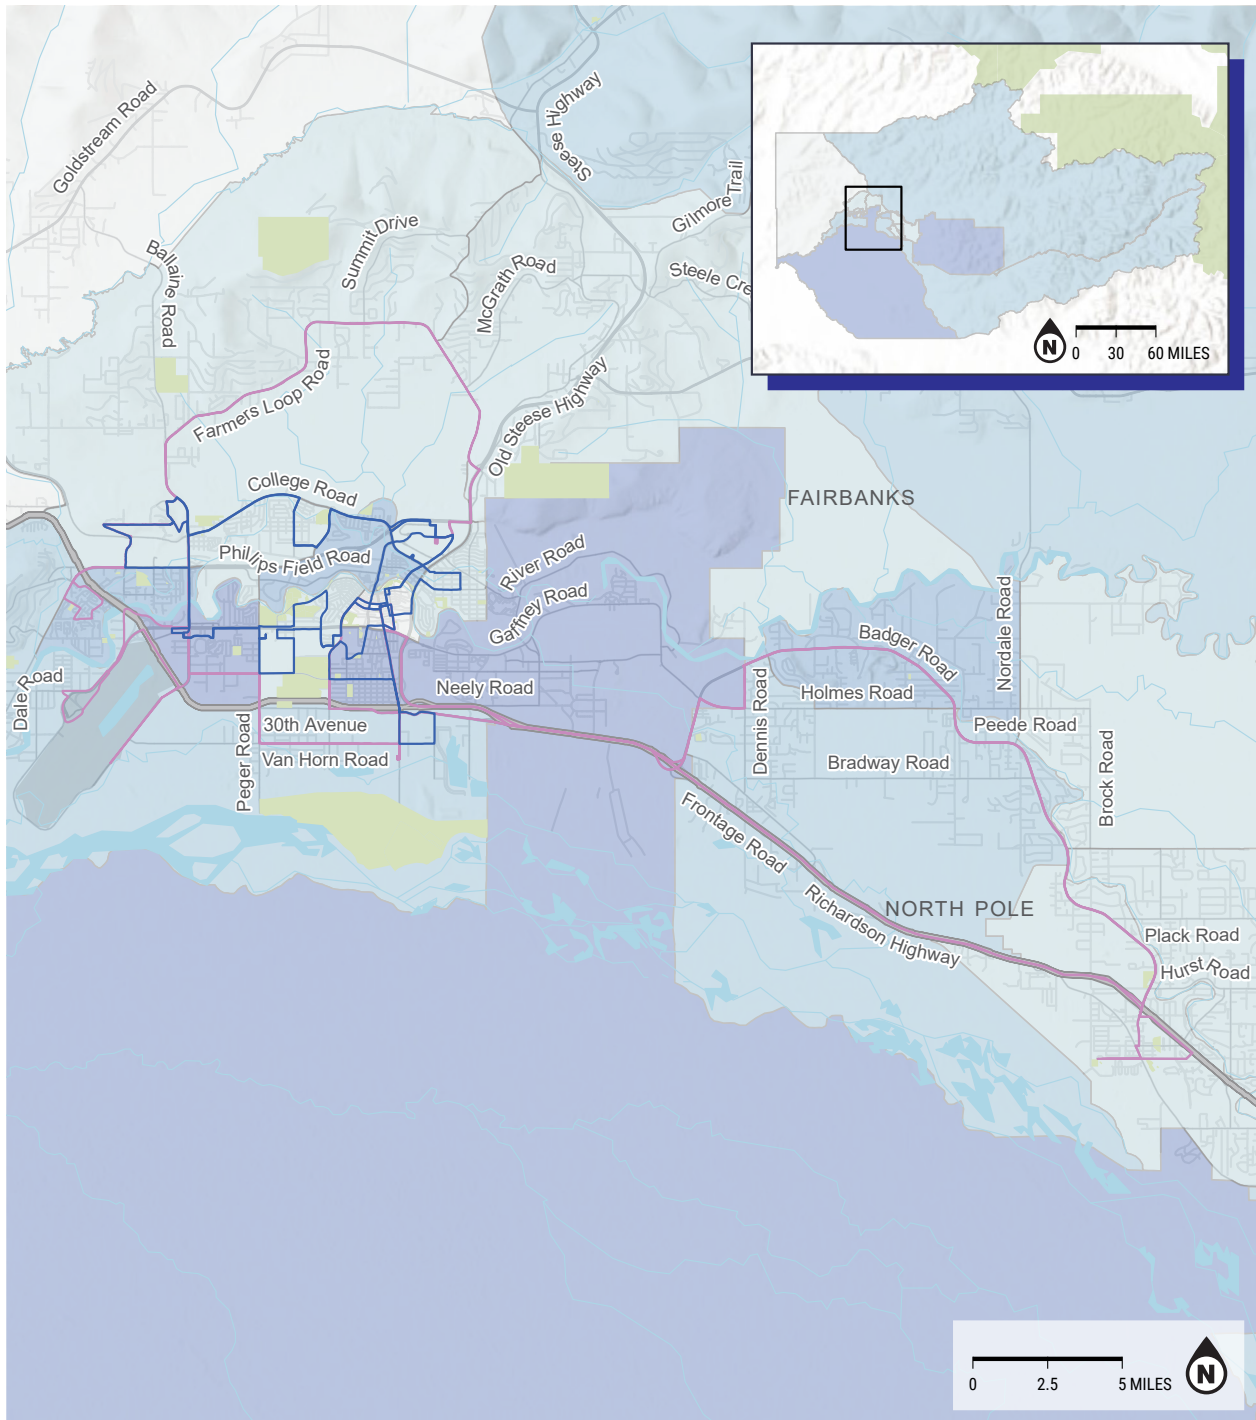 Goldstream Road
Steese Highway
Steese
Gilmore Trail
Summit Drive
Ballaine Road
McGrath Road
Steele Cre
N
0 30 60 MILES
Farmers Loop Road
Old Steese Highway
College Road
FAIRBANKS
Phillips Field Road
River Road
Gaffney Road
Nordale Road
Badger Road
Dale Road
Neely Road
Dennis Road
Holmes Road
30th Avenue
Peger Road
Peede Road
Van Horn Road
Bradway Road
Brock Road
Frontage Road
Richardson Highway
NORTH POLE
Plack Road
Hurst Road
N
0 2.5 5 MILES